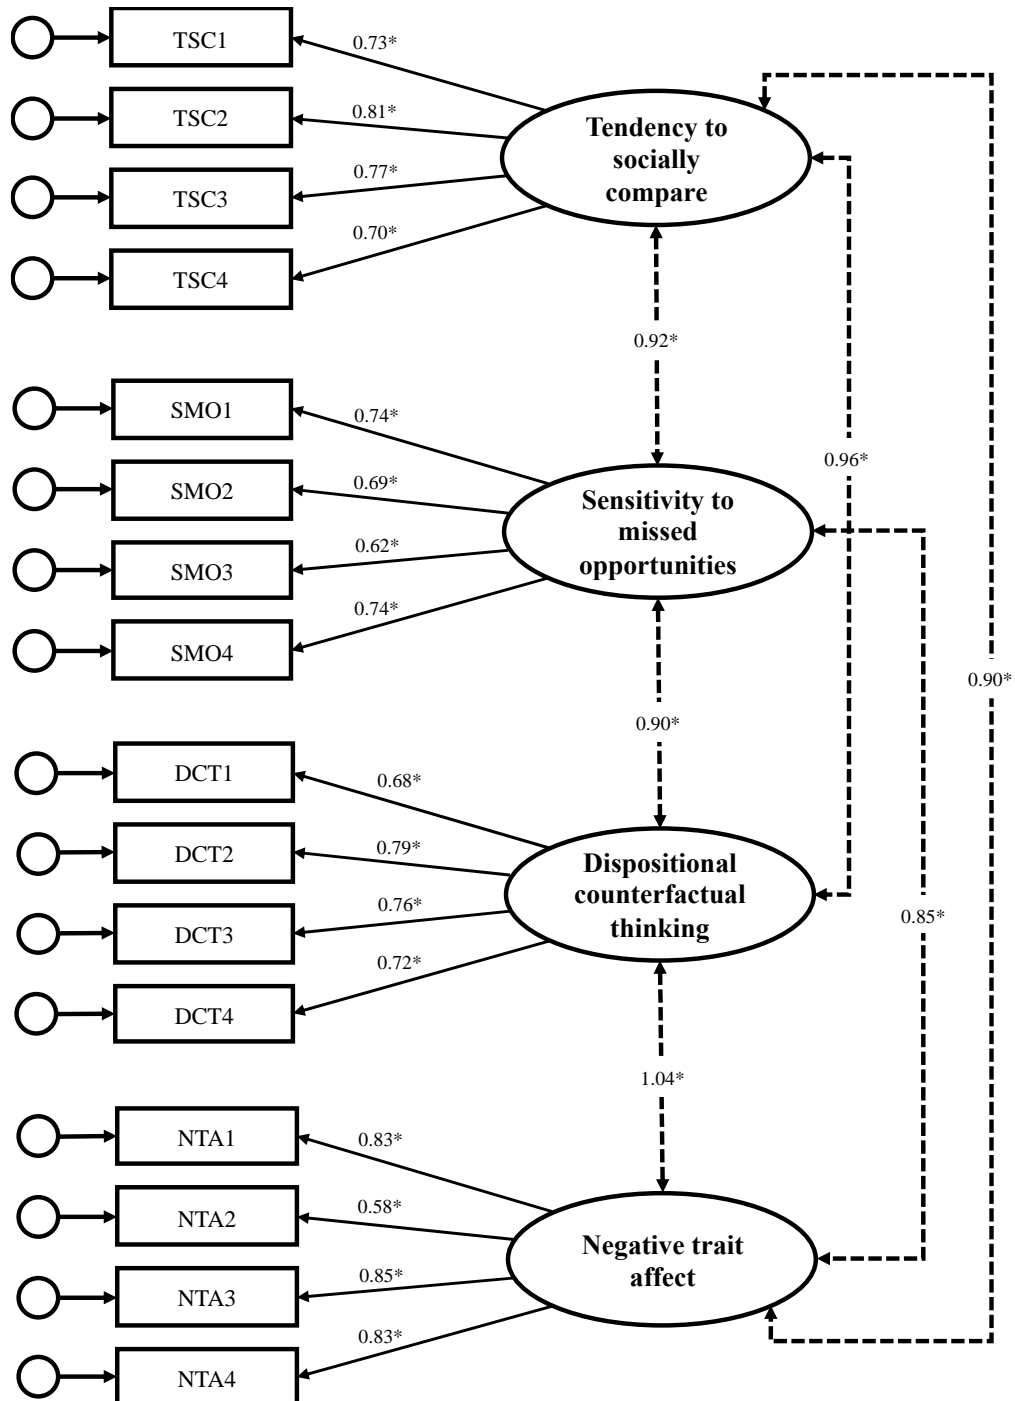 TSC1
0.73*
TSC2
0.81*
TSC3
0.77*
TSC4
0.70*
Tendency to
socially
compare
0.92*
SMO1
0.74*
SMO2
0.69*
SMO3
0.62*
SMO4
0.74*
Sensitivity to
missed
opportunities
0.96*
0.90*
0.90*
DCT1
0.68*
DCT2
0.79*
DCT3
0.76*
DCT4
0.72*
Dispositional
counterfactual
thinking
0.85*
1.04*
NTA1
0.83*
NTA2
0.58*
NTA3
0.85*
NTA4
0.83*
Negative trait
affect